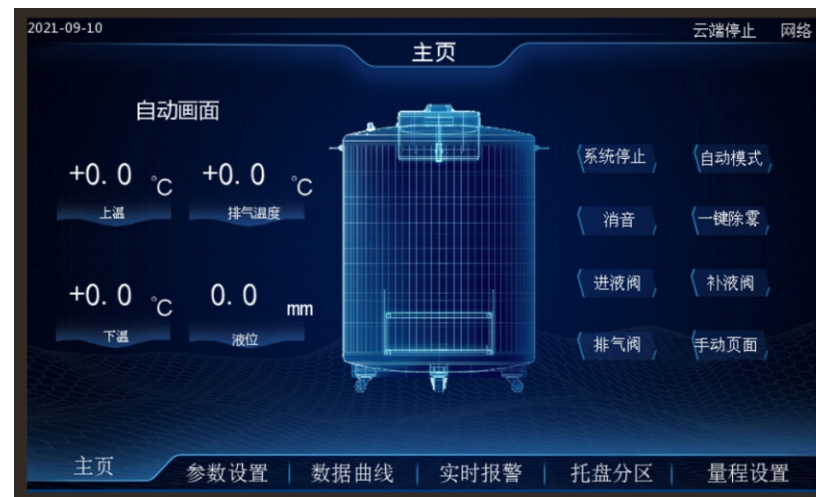 2021-09-10 云端停止 网络
主页
自动画面
+0.0 °C +0.0 °C
上温 排气温度
+0.0 °C 0.0 mm
下温 液位
系统停止 自动模式
消音 一键除雾
进液阀 补液阀
排气阀 手动页面
主页 参数设置 数据曲线 实时报警 托盘分区 量程设置